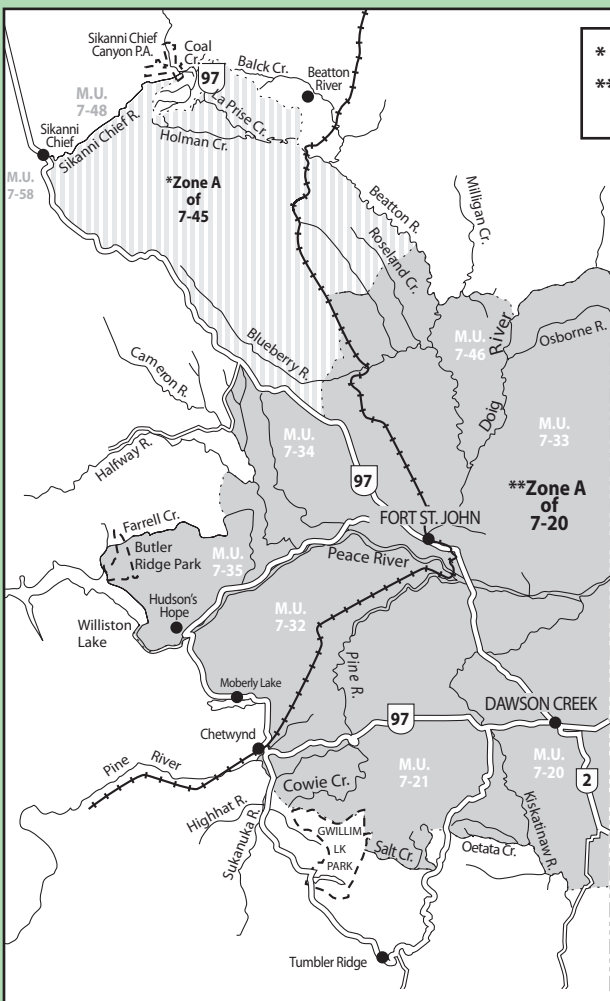 Sikanni Chief
Canyon P.A.
Coal
Cr.
97
Balck Cr.
Beatton
River
*
**
M.U.
7-48
La Prise Cr.
Sikanni
Chief
Sikanni Chief R.
Holman Cr.
M.U.
7-58
*Zone A
of
7-45
Beatton R.
Milligan Cr.
Roseland Cr.
Blueberry R.
M.U.
7-46
Doig River
Osborne R.
Cameron R.
M.U.
7-34
M.U.
7-33
Halfway R.
97
**Zone A
of
7-20
Farrell Cr.
FORT ST. JOHN
Butler
Ridge Park
M.U.
7-35
Peace River
Hudson's
Hope
Williston
Lake
M.U.
7-32
Pine R.
Moberly Lake
DAWSON CREEK
97
Chetwynd
M.U.
7-21
M.U.
7-20
Pine River
2
Cowie Cr.
Highhat R.
Sukanuka R.
GWILLIM
LK
PARK
Salt Cr.
Oetata Cr.
Kiskatinaw R.
Tumbler Ridge